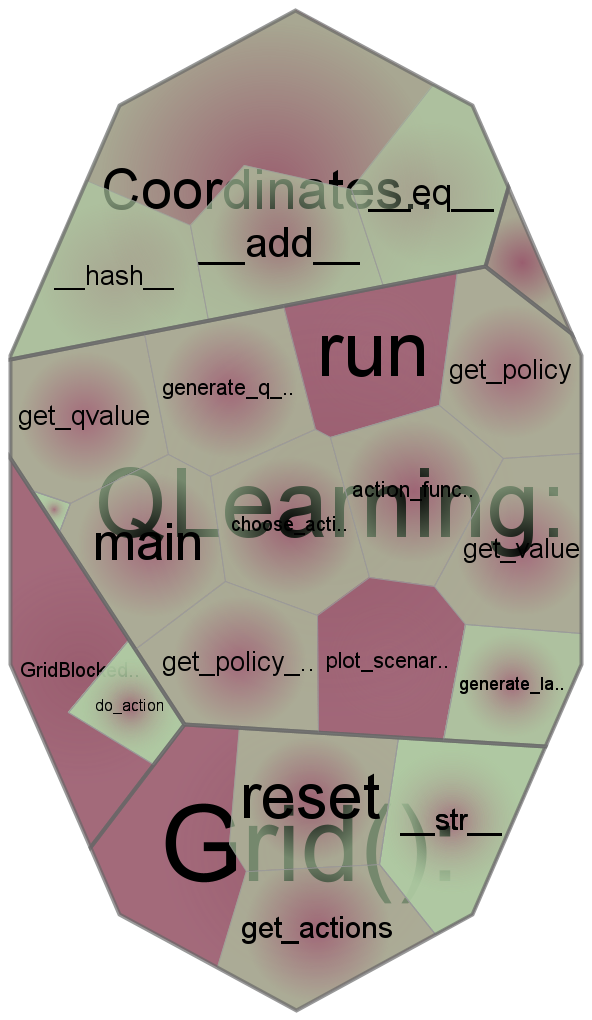 Coordinates..
__eq__
__add__
__hash__
run
get_policy
generate_q_..
get_qvalue
QLearning:
action_func..
choose_acti..
main
get_value
get_policy_..
plot_scenar..
GridBlocked..
generate_la..
do_action
reset
__str__
Grid():
get_actions